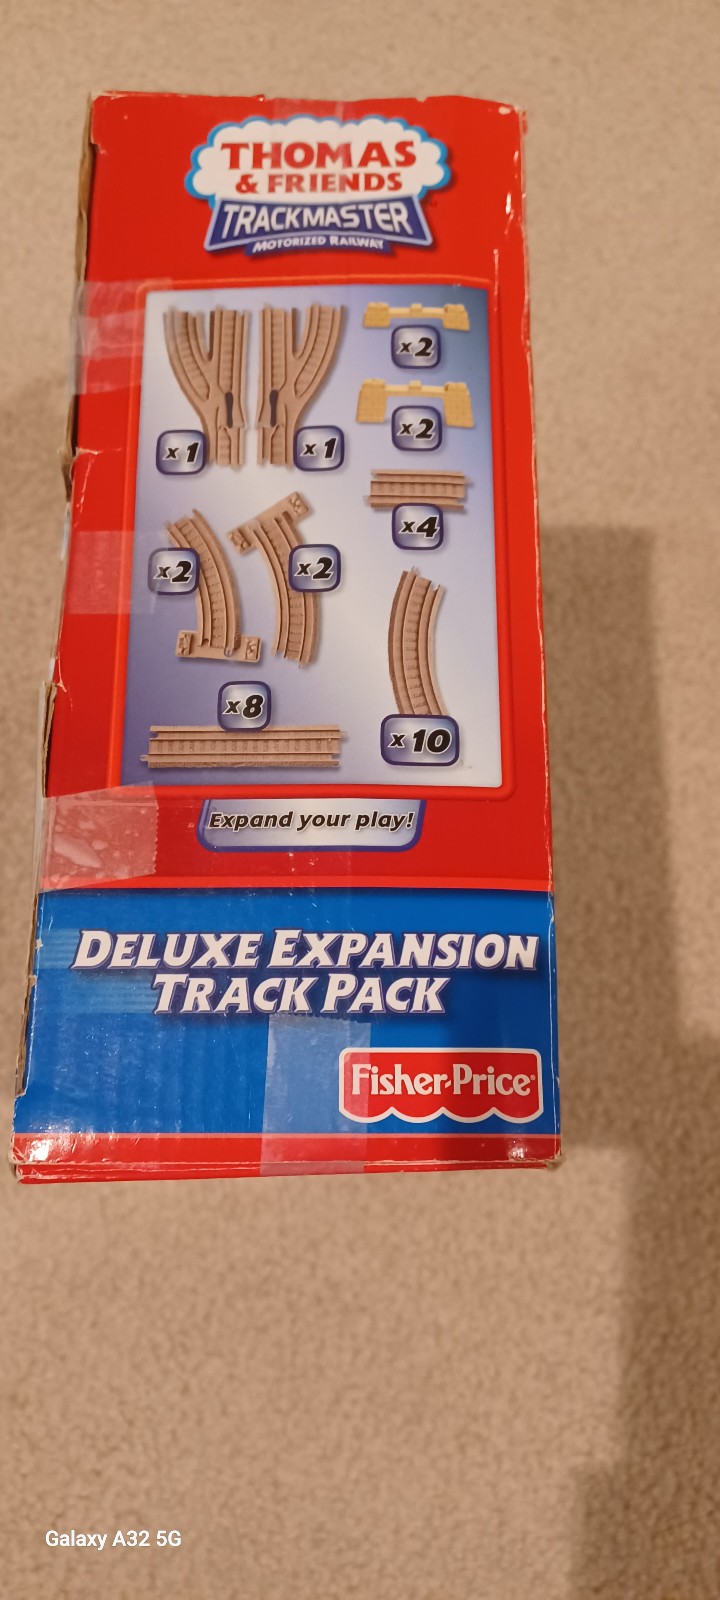 THOMAS
& FRIENDS
TRACKMASTER
MOTORIZED RAILWAY
x2
x1
x1
x2
x4
x2
x2
x8
x10
Expand your play!
DELUXE EXPANSION
TRACK PACK
Fisher-Price
Galaxy A32 5G